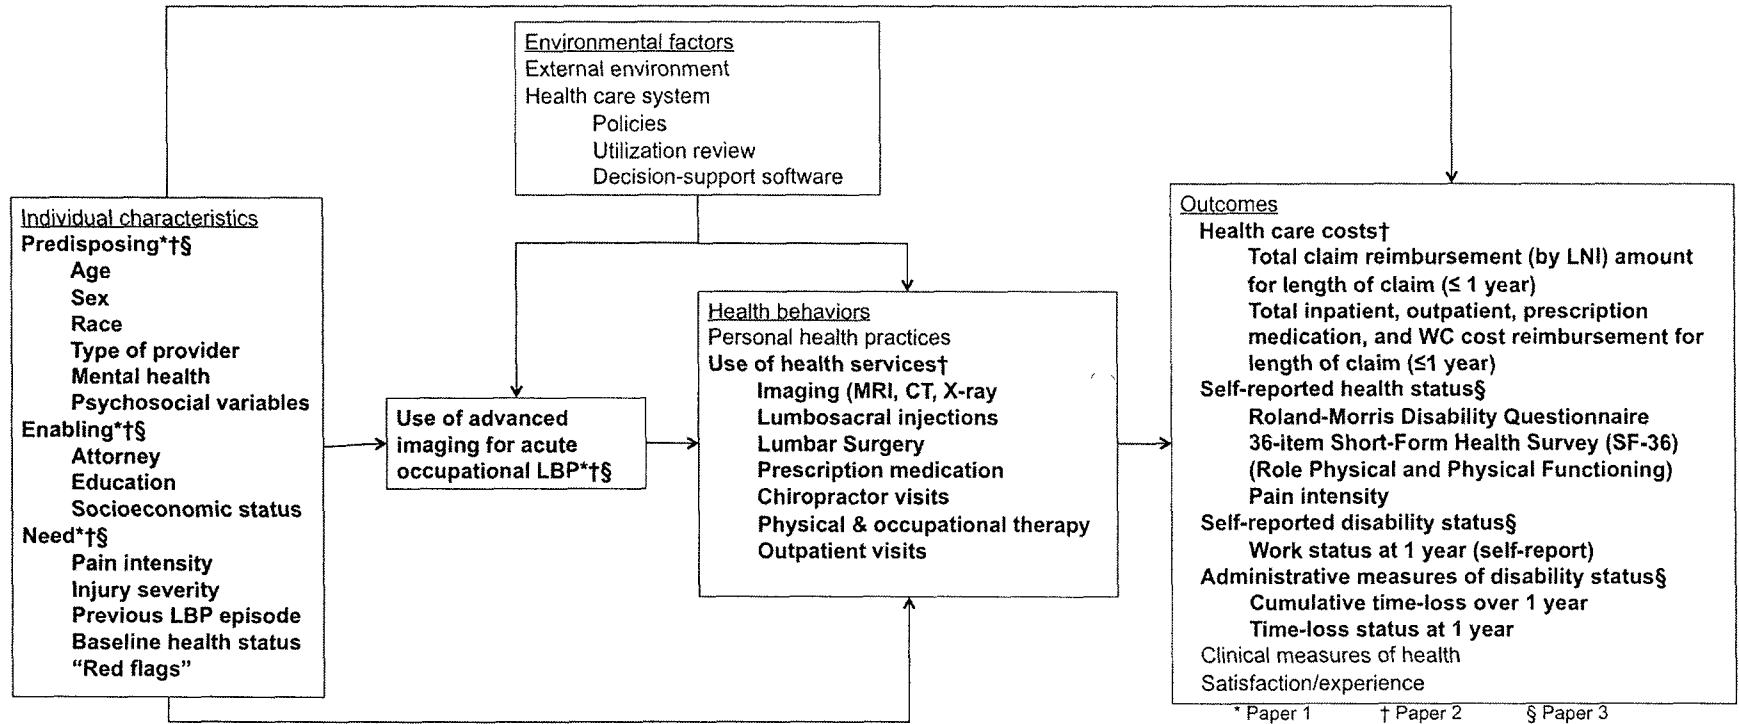 Environmental factors
External environment
Health care system
Policies
Utilization review
Decision-support software
Individual characteristics
Predisposing*†§
Age
Sex
Race
Type of provider
Mental health
Psychosocial variables
Enabling*†§
Attorney
Education
Socioeconomic status
Need*†§
Pain intensity
Injury severity
Previous LBP episode
Baseline health status
“Red flags”
Use of advanced
imaging for acute
occupational LBP*†§
Health behaviors
Personal health practices
Use of health services†
Imaging (MRI, CT, X-ray
Lumbosacral injections
Lumbar Surgery
Prescription medication
Chiropractor visits
Physical & occupational therapy
Outpatient visits
Outcomes
Health care costs†
Total claim reimbursement (by LNI) amount
for length of claim (≤ 1 year)
Total inpatient, outpatient, prescription
medication, and WC cost reimbursement for
length of claim (≤1 year)
Self-reported health status§
Roland-Morris Disability Questionnaire
36-item Short-Form Health Survey (SF-36)
(Role Physical and Physical Functioning)
Pain intensity
Self-reported disability status§
Work status at 1 year (self-report)
Administrative measures of disability status§
Cumulative time-loss over 1 year
Time-loss status at 1 year
Clinical measures of health
Satisfaction/experience
* Paper 1 † Paper 2 § Paper 3